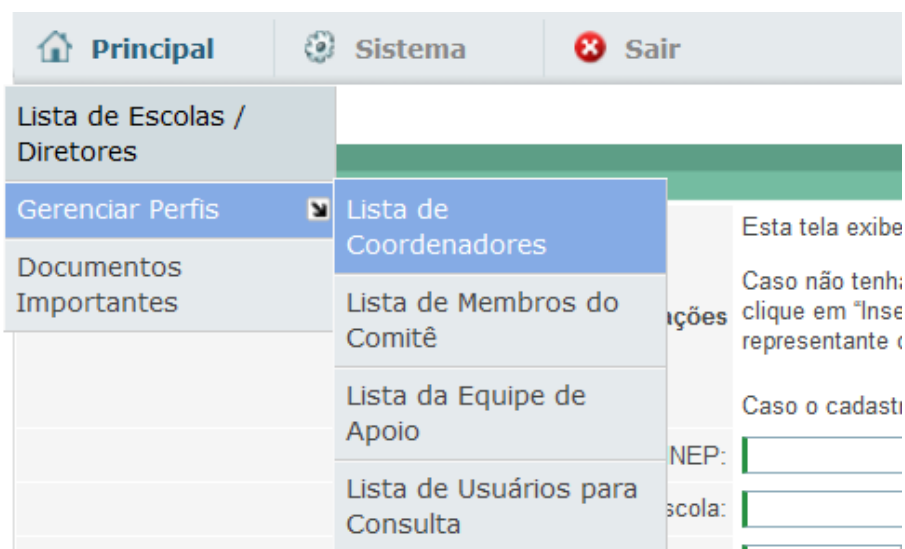 Principal Sistema Sair
Lista de Escolas /
Diretores
Gerenciar Perfis
Documentos
Importantes
Lista de
Coordenadores
Lista de Membros do
Comitê
Lista da Equipe de
Apoio
Lista de Usuários para
Consulta
ações
Esta tela exibe
Caso não tenha
clique em “Inse
representante
Caso o cadast
NEP:
scola: